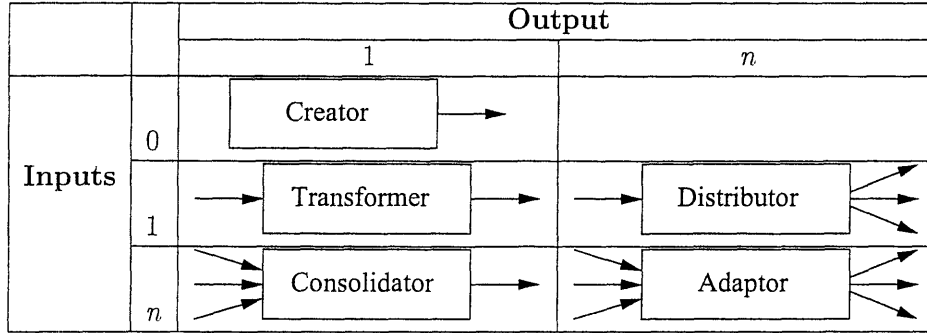 Output
1 n
Creator
0
Inputs
Transformer Distributor
1
Consolidator Adaptor
n